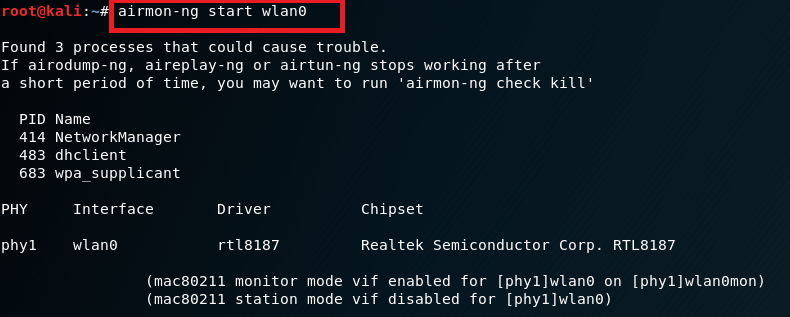 root@kali:~# airmon-ng start wlan0
Found 3 processes that could cause trouble.
If airodump-ng, aireplay-ng or airtun-ng stops working after
a short period of time, you may want to run 'airmon-ng check kill'
PID Name
414 NetworkManager
483 dhclient
683 wpa_supplicant
PHY Interface Driver Chipset
phy1 wlan0 rtl8187 Realtek Semiconductor Corp. RTL8187
(mac80211 monitor mode vif enabled for [phy1]wlan0 on [phy1]wlan0mon)
(mac80211 station mode vif disabled for [phy1]wlan0)